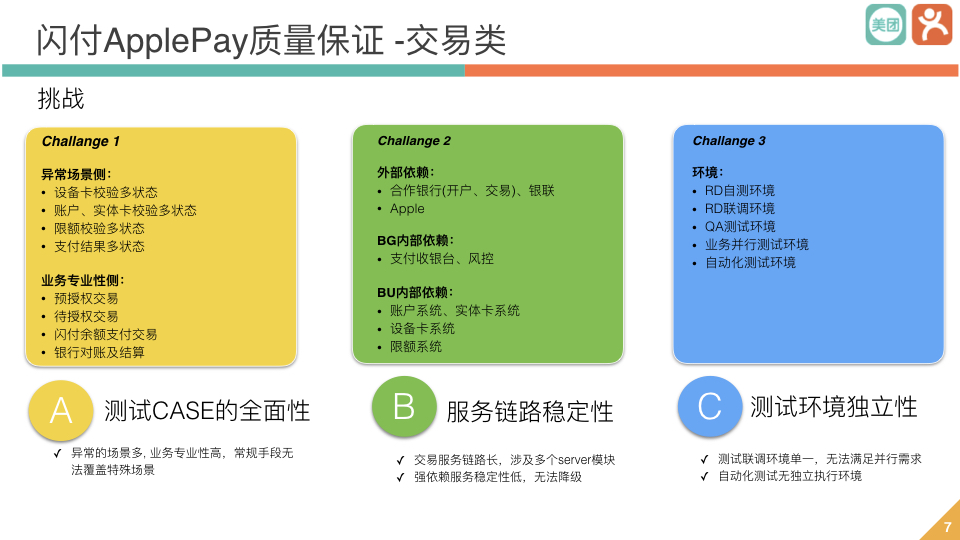 闪付ApplePay质量保证 -交易类
美团
挑战
Challange 1
异常场景侧：
• 设备卡校验多状态
• 账户、实体卡校验多状态
• 限额校验多状态
• 支付结果多状态
业务专业性侧：
• 预授权交易
• 待授权交易
• 闪付余额支付交易
• 银行对账及结算
A
测试CASE的全面性
✓ 异常的场景多, 业务专业性高，常规手段无
法覆盖特殊场景
Challange 2
外部依赖：
• 合作银行(开户、交易)、银联
• Apple
BG内部依赖：
• 支付收银台、风控
BU内部依赖：
• 账户系统、实体卡系统
• 设备卡系统
• 限额系统
B
服务链路稳定性
✓ 交易服务链路长，涉及多个server模块
✓ 强依赖服务稳定性低，无法降级
Challange 3
环境：
• RD自测环境
• RD联调环境
• QA测试环境
• 业务并行测试环境
• 自动化测试环境
C
测试环境独立性
✓ 测试联调环境单一，无法满足并行需求
✓ 自动化测试无独立执行环境
7